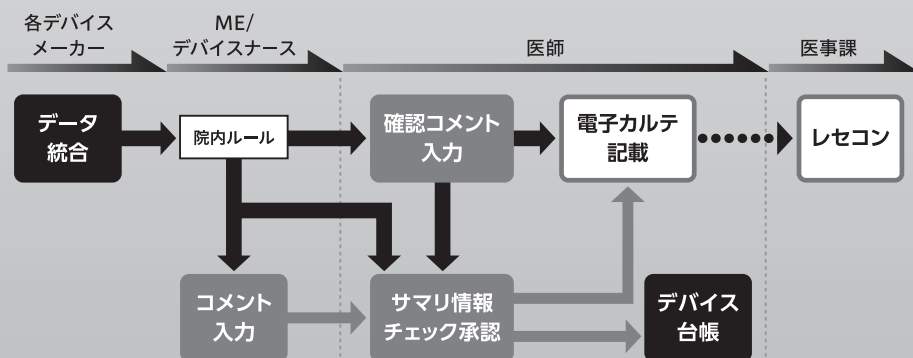 各デバイス
メーカー
ME/
デバイスナース
医師
医事課
データ
統合
院内ルール
確認コメント
入力
電子カルテ
記載
レセコン
コメント
入力
サマリ情報
チェック承認
デバイス
台帳